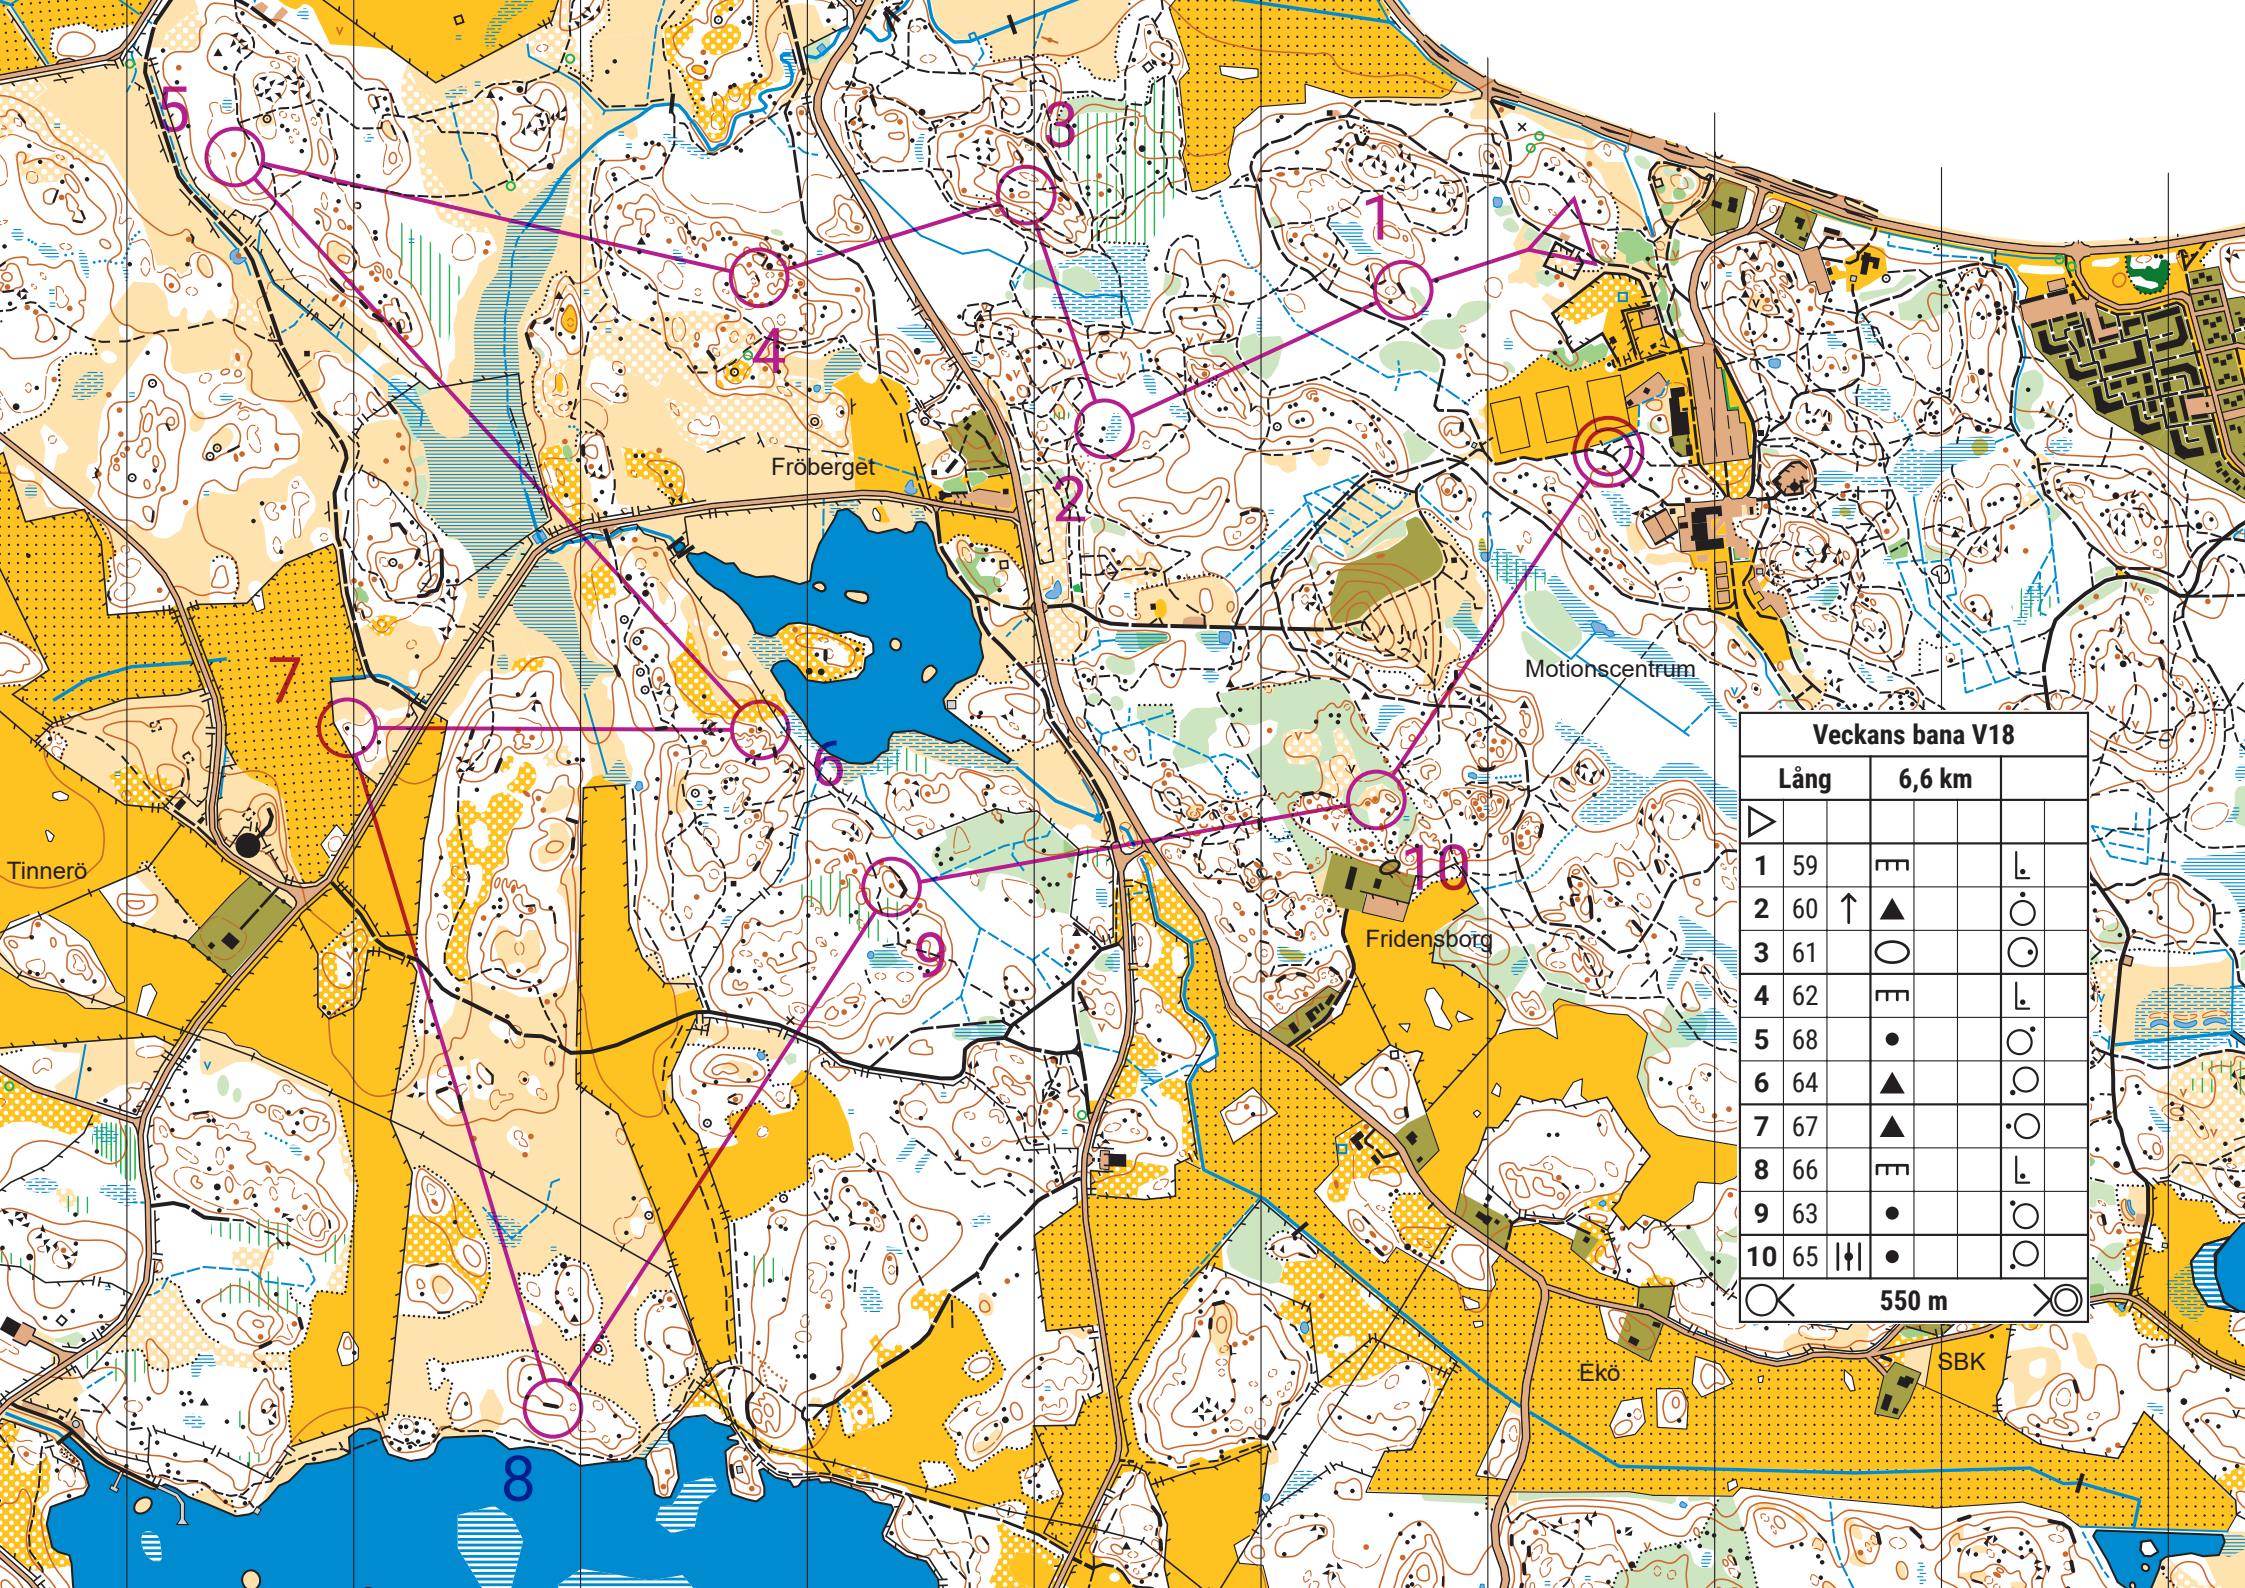 5
3
1
4
Fröberget
2
7
Motionscentrum
6
Tinnerö
10
Fridensborg
9
8
Ekö
SBK
Veckans bana V18
Lång 6,6 km
1 59
2 60
3 61
4 62
5 68
6 64
7 67
8 66
9 63
10 65
550 m